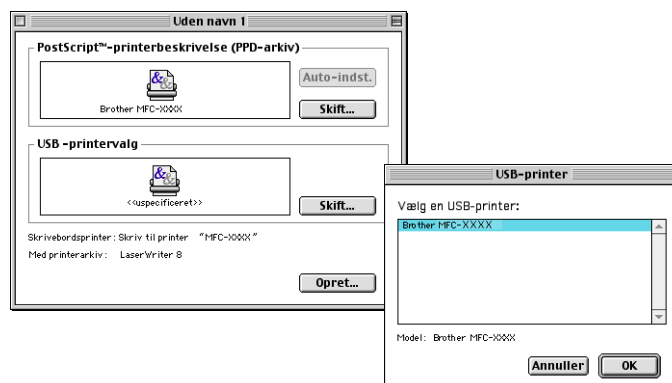 Uden navn 1
PostScript™-printerbeskrivelse (PPD-arkiv)
Brother MFC-XXXX
Auto-indst.
Skift...
USB -printervalg
<<uspecificeret>>
Skift...
Skrivebordsprinter: Skriv til printer "MFC-XXXX"
Med printerarkiv: LaserWriter 8
Opret...
USB-printer
Vælg en USB-printer:
Brother MFC-XXXX
Model: Brother MFC-XXXX
Annuller
OK